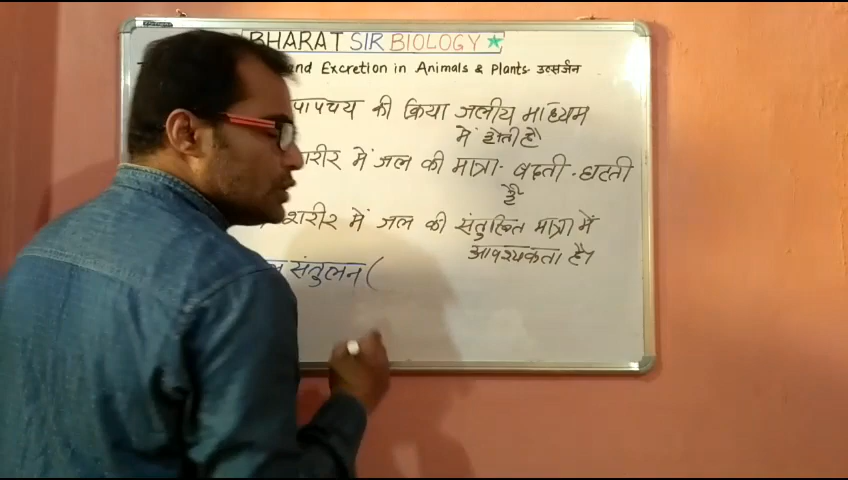 BHARAT SIR BIOLOGY
and Excretion in Animals & Plants. उत्सर्जन
पापचय की क्रिया जलीय माध्यम
में होती है
शरीर में जल की मात्रा - बढ़ती - घटती
है
शरीर में जल की संतुलित मात्रा में
आवश्यकता है।
संतुलन (